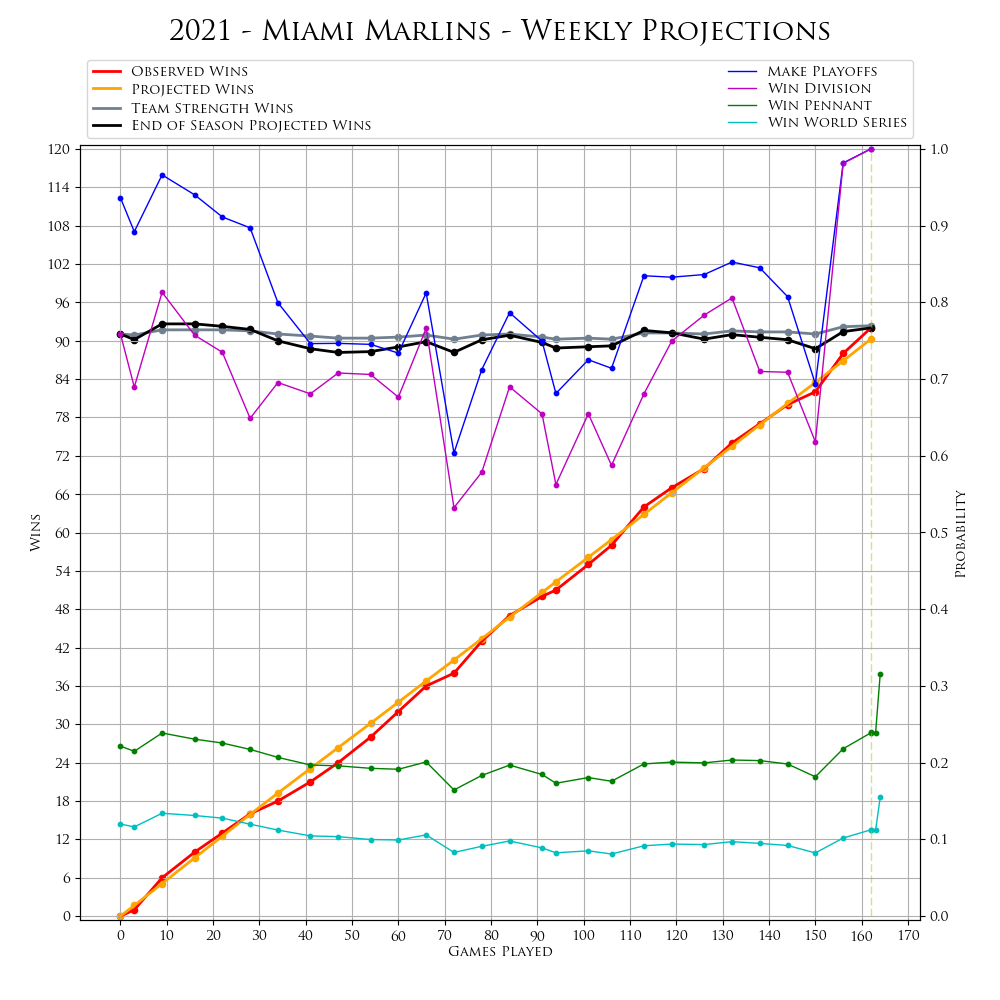 2021 - Miami Marlins - Weekly Projections
Observed Wins
Projected Wins
Team Strength Wins
End of Season Projected Wins
Make Playoffs
Win Division
Win Pennant
Win World Series
120
114
108
102
96
90
84
78
72
66
60
54
48
42
36
30
24
18
12
6
0
Wins
1.0
0.9
0.8
0.7
0.6
0.5
0.4
0.3
0.2
0.1
0.0
Probability
0 10 20 30 40 50 60 70 80 90 100 110 120 130 140 150 160 170
Games Played